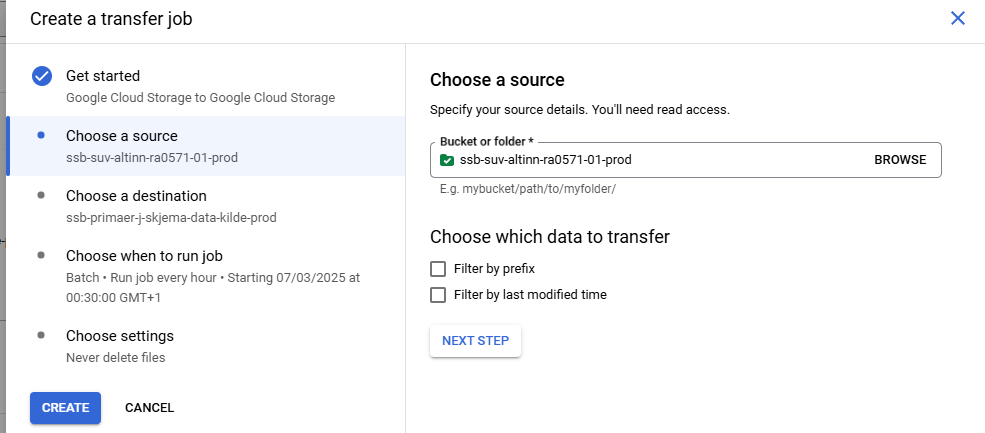 Create a transfer job
Get started
Google Cloud Storage to Google Cloud Storage
Choose a source
ssb-suv-altinn-ra0571-01-prod
Choose a destination
ssb-primaer-j-skjema-data-kilde-prod
Choose when to run job
Batch • Run job every hour • Starting 07/03/2025 at
00:30:00 GMT+1
Choose settings
Never delete files
CREATE CANCEL
Choose a source
Specify your source details. You'll need read access.
Bucket or folder *
ssb-suv-altinn-ra0571-01-prod BROWSE
E.g. mybucket/path/to/myfolder/
Choose which data to transfer
Filter by prefix
Filter by last modified time
NEXT STEP